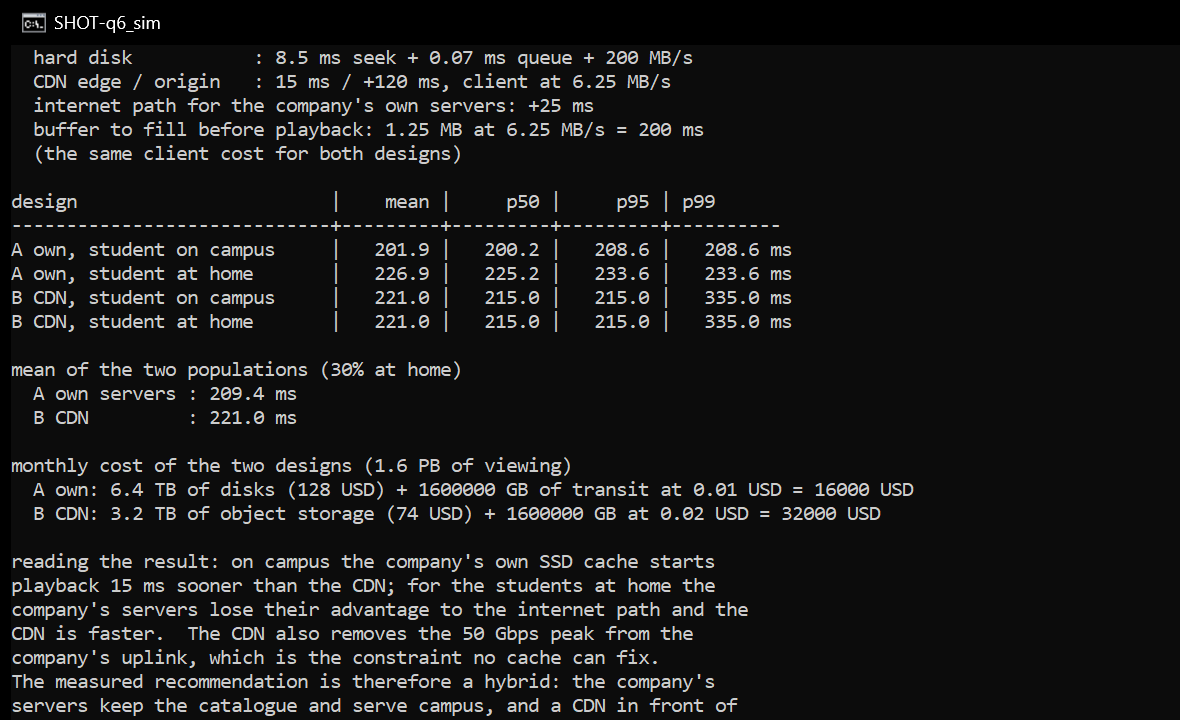 SHOT-q6_sim
hard disk : 8.5 ms seek + 0.07 ms queue + 200 MB/s
CDN edge / origin : 15 ms / +120 ms, client at 6.25 MB/s
internet path for the company's own servers: +25 ms
buffer to fill before playback: 1.25 MB at 6.25 MB/s = 200 ms
(the same client cost for both designs)
design | mean | p50 | p95 | p99
-----------------------------+---------+---------+---------+----------
A own, student on campus | 201.9 | 200.2 | 208.6 | 208.6 ms
A own, student at home | 226.9 | 225.2 | 233.6 | 233.6 ms
B CDN, student on campus | 221.0 | 215.0 | 215.0 | 335.0 ms
B CDN, student at home | 221.0 | 215.0 | 215.0 | 335.0 ms
mean of the two populations (30% at home)
A own servers : 209.4 ms
B CDN : 221.0 ms
monthly cost of the two designs (1.6 PB of viewing)
A own: 6.4 TB of disks (128 USD) + 1600000 GB of transit at 0.01 USD = 16000 USD
B CDN: 3.2 TB of object storage (74 USD) + 1600000 GB at 0.02 USD = 32000 USD
reading the result: on campus the company's own SSD cache starts
playback 15 ms sooner than the CDN; for the students at home the
company's servers lose their advantage to the internet path and the
CDN is faster.  The CDN also removes the 50 Gbps peak from the
company's uplink, which is the constraint no cache can fix.
The measured recommendation is therefore a hybrid: the company's
servers keep the catalogue and serve campus, and a CDN in front of